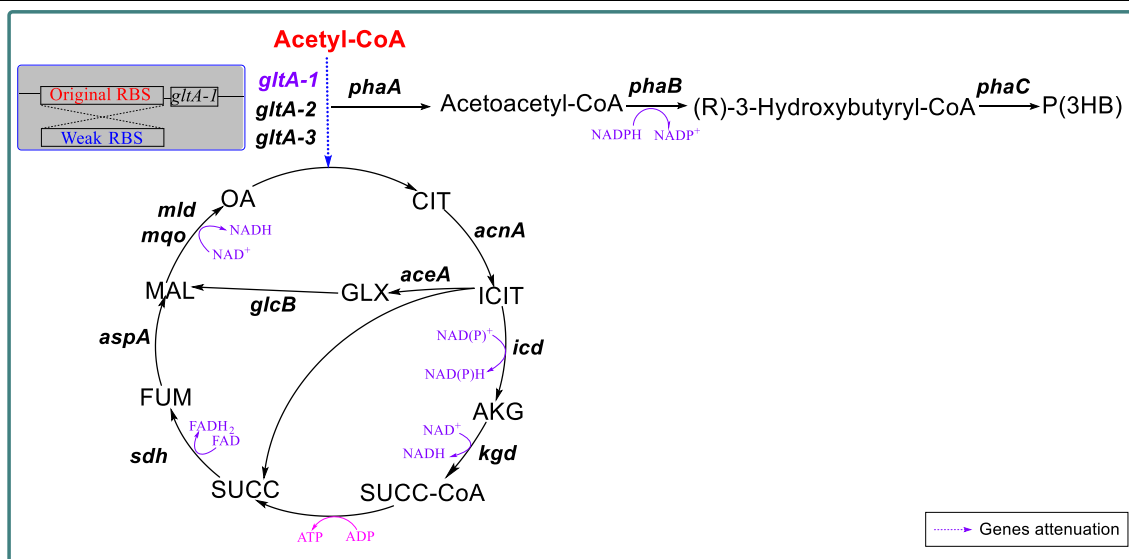 Acetyl-CoA
Original RBS
gltA-1
Weak RBS
gltA-1
gltA-2
gltA-3
phaA
Acetoacetyl-CoA
phaB
NADPH
NADP⁺
(R)-3-Hydroxybutyryl-CoA
phaC
P(3HB)
OA
CIT
mld
mqo
NADH
NAD⁺
acnA
MAL
glcB
GLX
aceA
ICIT
aspA
NAD(P)⁺
NAD(P)H
icd
FUM
AKG
FADH₂
FAD
NAD⁺
NADH
kgd
sdh
SUCC
SUCC-CoA
ATP
ADP
Genes attenuation